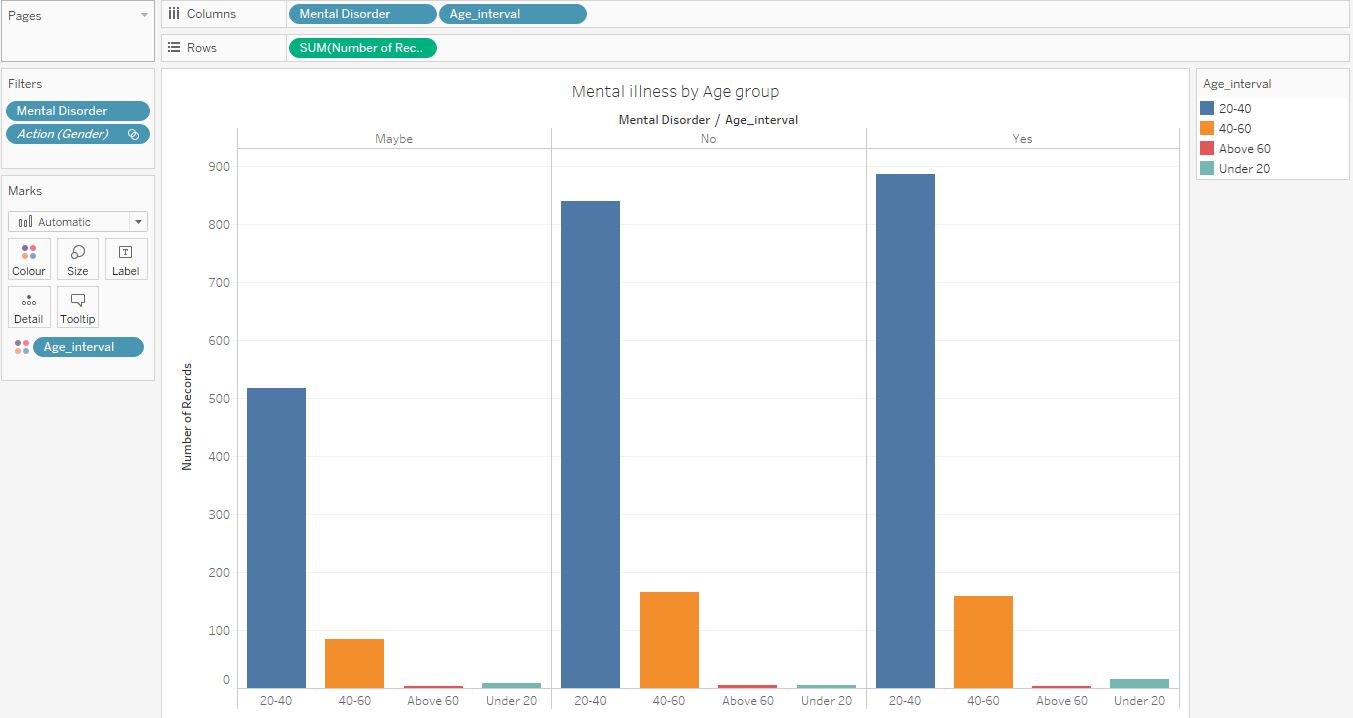 Pages
Columns Mental Disorder Age_interval
Rows SUM(Number of Rec..
Filters
Mental Disorder
Action (Gender)
Marks
Automatic
Colour Size Label
Detail Tooltip
Age_interval
Mental illness by Age group
Mental Disorder / Age_interval
Maybe No Yes
900
800
700
600
500
400
300
200
100
0
Number of Records
20-40 40-60 Above 60 Under 20 20-40 40-60 Above 60 Under 20 20-40 40-60 Above 60 Under 20
Age_interval
20-40
40-60
Above 60
Under 20